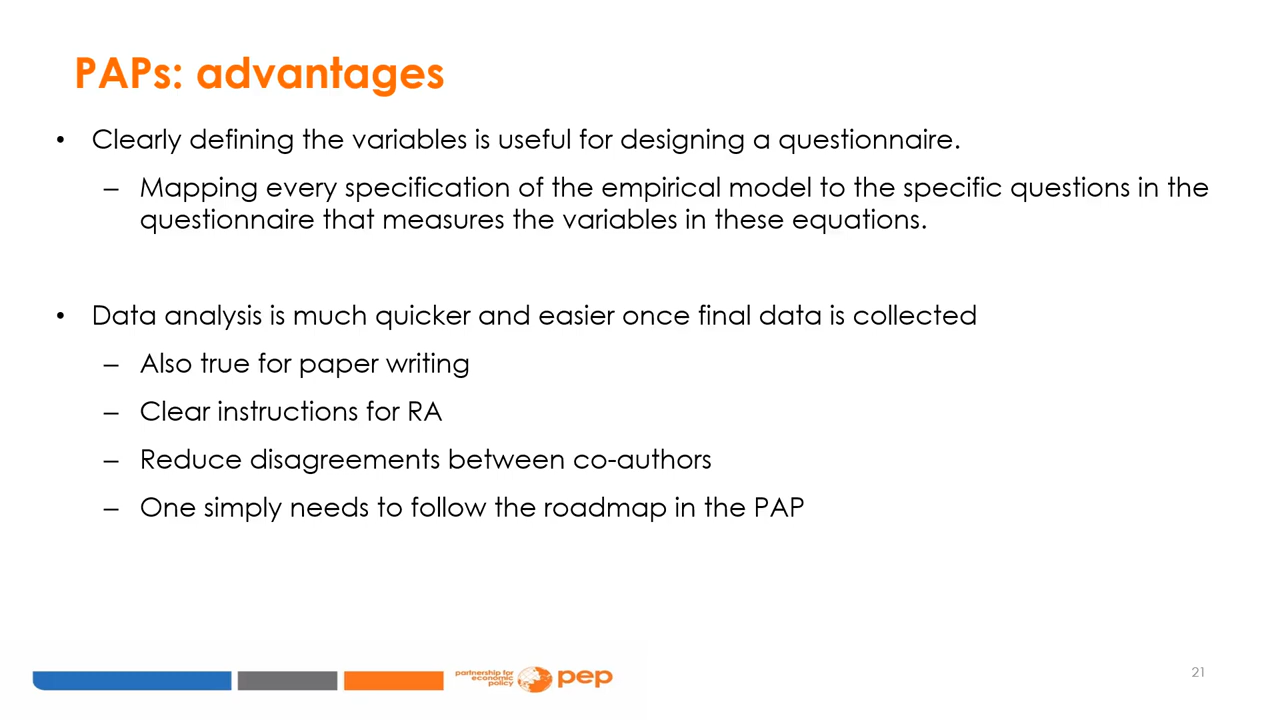 PAPs: advantages
• Clearly defining the variables is useful for designing a questionnaire.
– Mapping every specification of the empirical model to the specific questions in the
questionnaire that measures the variables in these equations.
• Data analysis is much quicker and easier once final data is collected
– Also true for paper writing
– Clear instructions for RA
– Reduce disagreements between co-authors
– One simply needs to follow the roadmap in the PAP
partnership for
economic
policy
pep
21